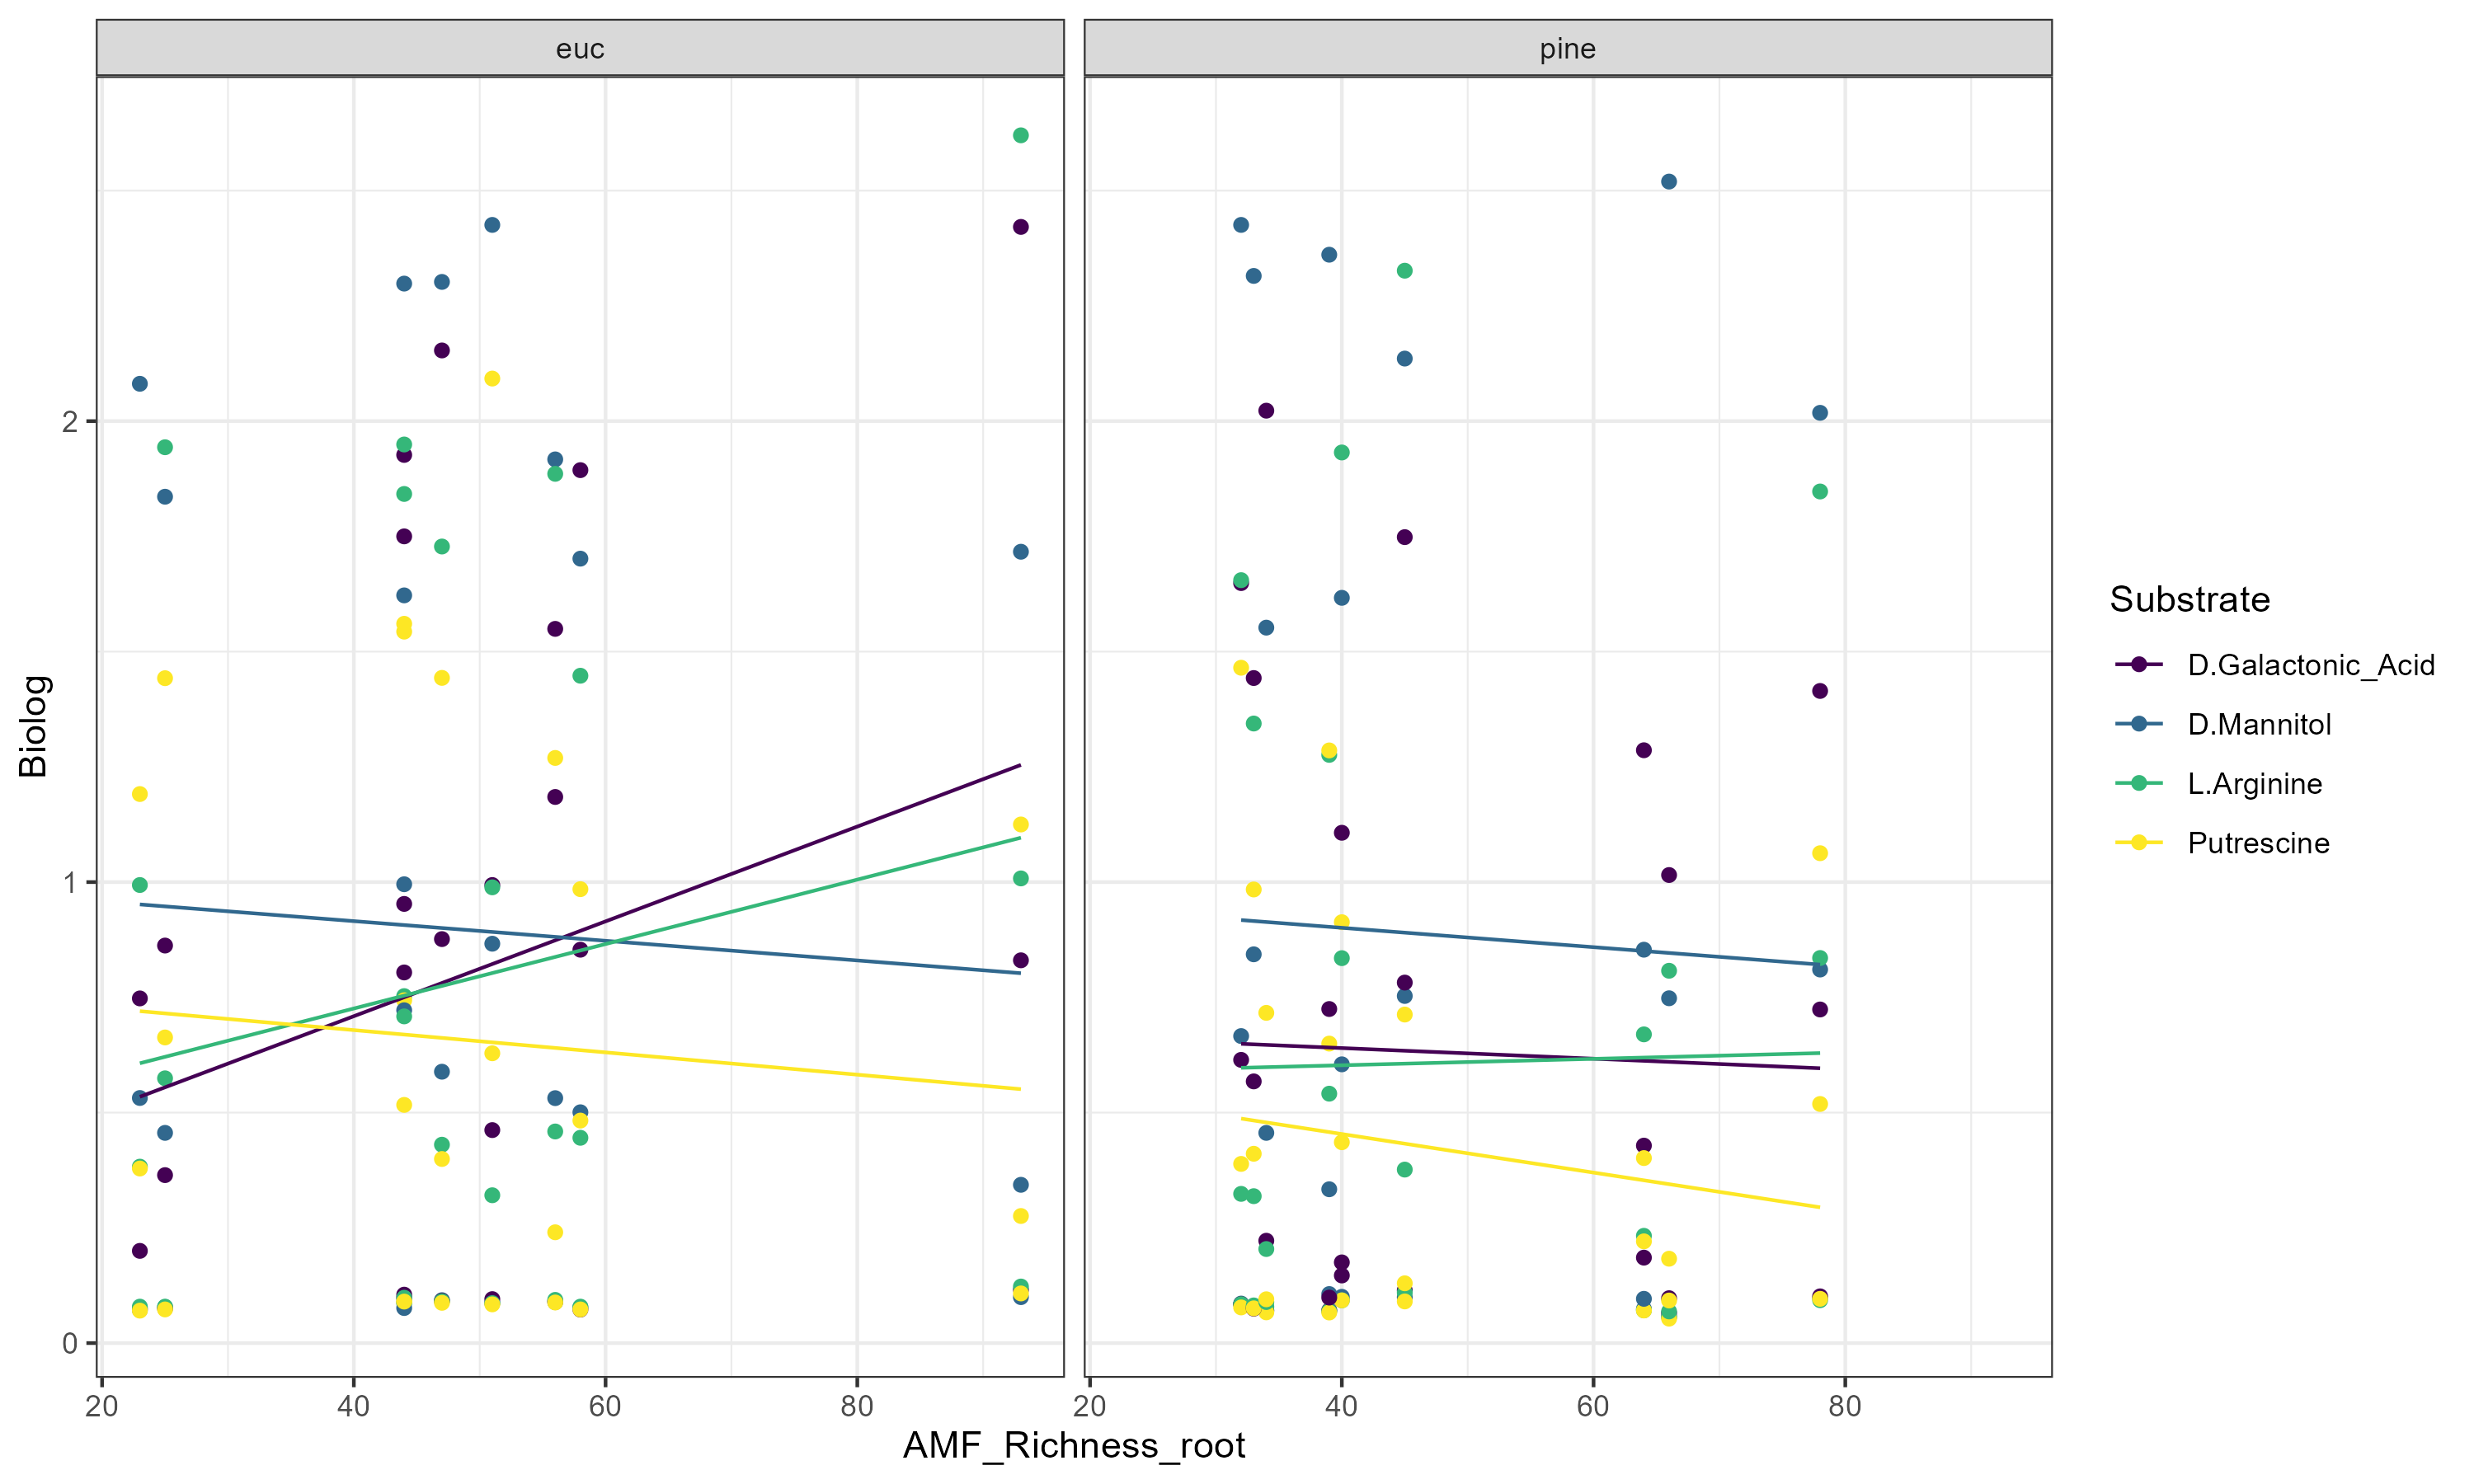 euc
pine
Biolog
2
1
0
20 40 60 80
20 40 60 80
AMF_Richness_root
Substrate
D.Galactonic_Acid
D.Mannitol
L.Arginine
Putrescine